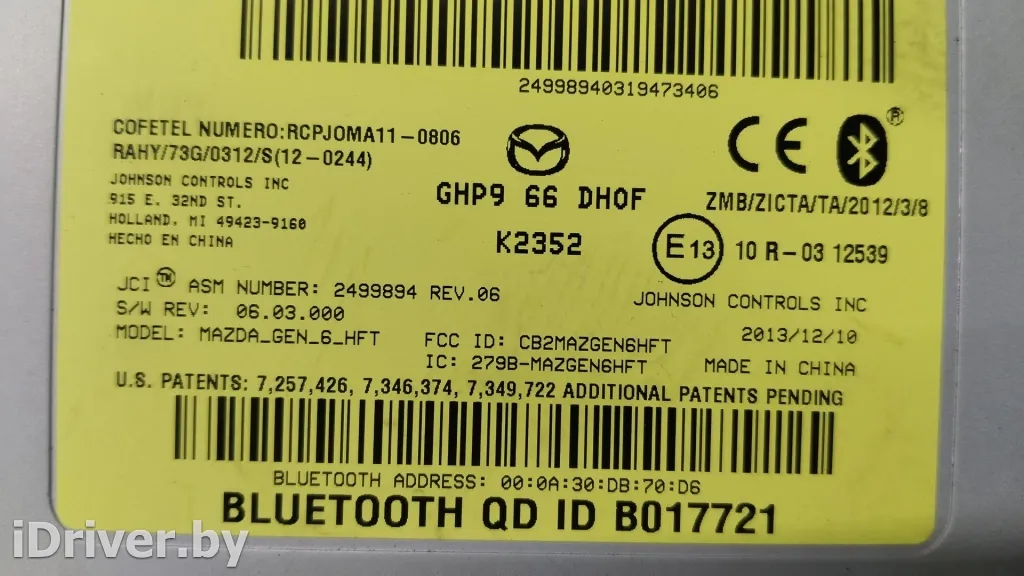 24998940319473406
COFETEL NUMERO:RCPJOMA11-0806
RAHY/73G/0312/S(12-0244)
JOHNSON CONTROLS INC
915 E. 32ND ST.
HOLLAND, MI 49423-9160
HECHO EN CHINA
GHP9 66 DH0F
K2352
CE
®
ZMB/ZICTA/TA/2012/3/8
E13 10 R-03 12539
JCI™ ASM NUMBER: 2499894 REV.06
S/W REV: 06.03.000
MODEL: MAZDA_GEN_6_HFT
JOHNSON CONTROLS INC
2013/12/10
FCC ID: CB2MAZGEN6HFT
IC: 279B-MAZGEN6HFT
MADE IN CHINA
U.S. PATENTS: 7,257,426, 7,346,374, 7,349,722 ADDITIONAL PATENTS PENDING
BLUETOOTH ADDRESS: 00:0A:30:DB:70:D6
BLUETOOTH QD ID B017721
iDriver.by